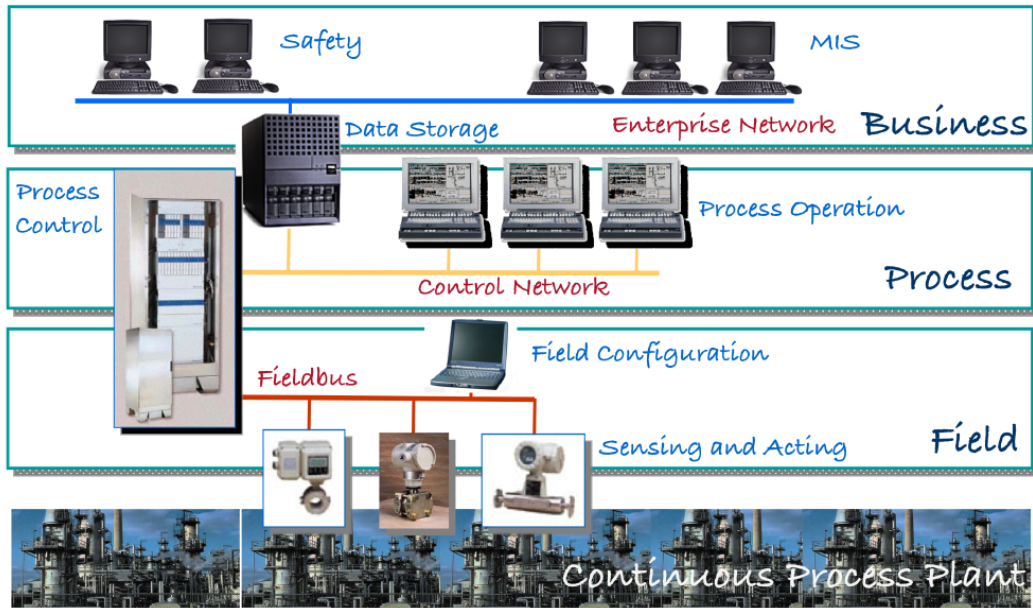 Safety
MIS
Data Storage
Enterprise Network
Business
Process
Control
Process Operation
Control Network
Process
Field Configuration
Fieldbus
Sensing and Acting
Field
Continuous Process Plant